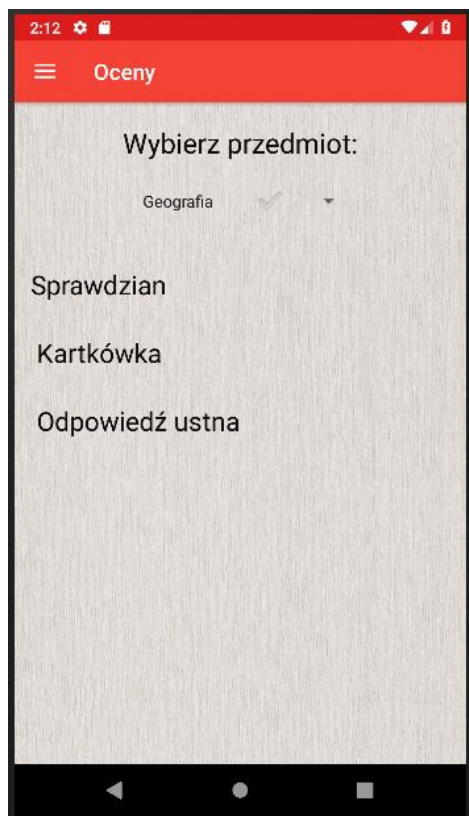 2:12
Oceny
Wybierz przedmiot:
Geografia
Sprawdzian
Kartkówka
Odpowiedź ustna